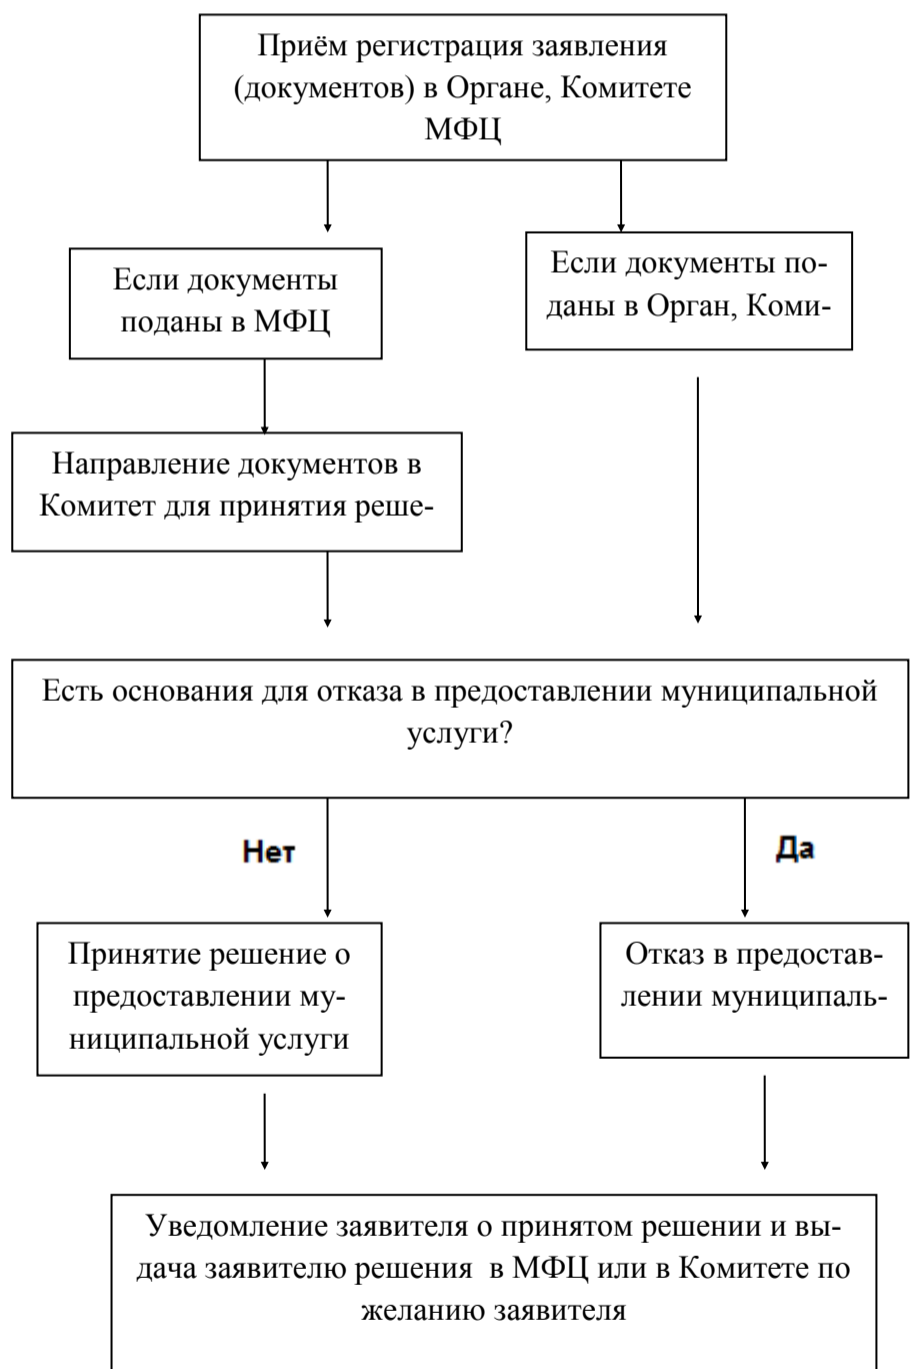 Приём регистрация заявления
(документов) в Органе, Комитете
МФЦ
Если документы
поданы в МФЦ
Если документы по-
даны в Орган, Коми-
Направление документов в
Комитет для принятия реше-
Есть основания для отказа в предоставлении муниципальной
услуги?
Нет
Да
Принятие решение о
предоставлении му-
ниципальной услуги
Отказ в предостав-
лении муниципаль-
Уведомление заявителя о принятом решении и вы-
дача заявителю решения в МФЦ или в Комитете по
желанию заявителя